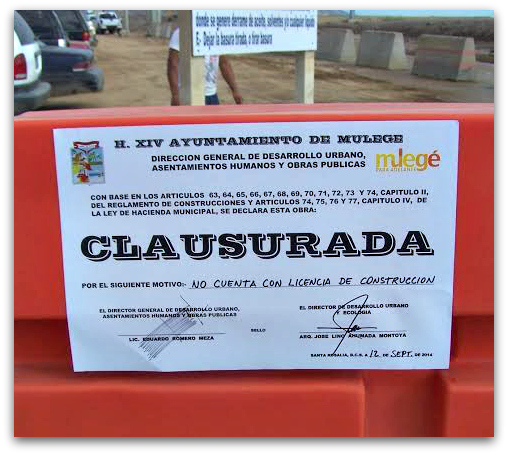 donde se genere derrame de aceite, solventes y/o cualquier liquido
E.- Dejar la basura tirada, o tirar basura
H. XIV AYUNTAMIENTO DE MULEGE
DIRECCION GENERAL DE DESARROLLO URBANO,
ASENTAMIENTOS HUMANOS Y OBRAS PUBLICAS
mulegé
PARA ADELANTE
CON BASE EN LOS ARTICULOS 63, 64, 65, 66, 67, 68, 69, 70, 71, 72, 73 Y 74, CAPITULO II,
DEL REGLAMENTO DE CONSTRUCCIONES Y ARTICULOS 74, 75, 76 Y 77, CAPITULO IV, DE
LA LEY DE HACIENDA MUNICIPAL, SE DECLARA ESTA OBRA:
CLAUSURADA
POR EL SIGUIENTE MOTIVO:- NO CUENTA CON LICENCIA DE CONSTRUCCION
EL DIRECTOR GENERAL DE DESARROLLO URBANO,
ASENTAMIENTOS HUMANOS Y OBRAS PUBLICAS
EL DIRECTOR DE DESARROLLO URBANO
Y ECOLOGIA
SELLO
LIC. EDUARDO ROMERO MEZA
ARQ. JOSE LINO AHUMADA MONTOYA
SANTA ROSALIA, B.C.S. A 12 DE SEPT. DE 2014